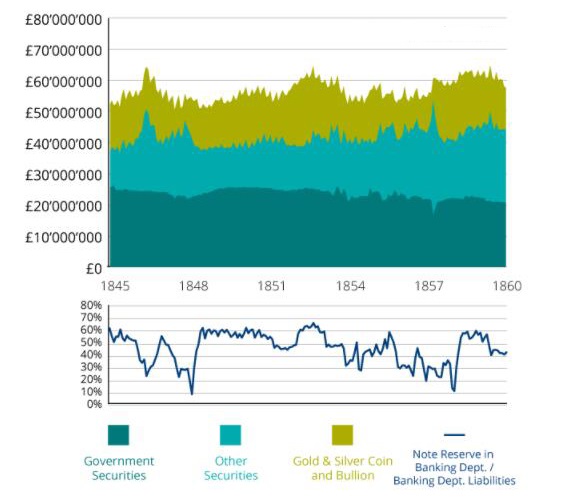 £80’000’000
£70’000’000
£60’000’000
£50’000’000
£40’000’000
£30’000’000
£20’000’000
£10’000’000
£0
1845 1848 1851 1854 1857 1860
80%
70%
60%
50%
40%
30%
20%
10%
0%
Government
Securities
Other
Securities
Gold & Silver Coin
and Bullion
Note Reserve in
Banking Dept. /
Banking Dept. Liabilities